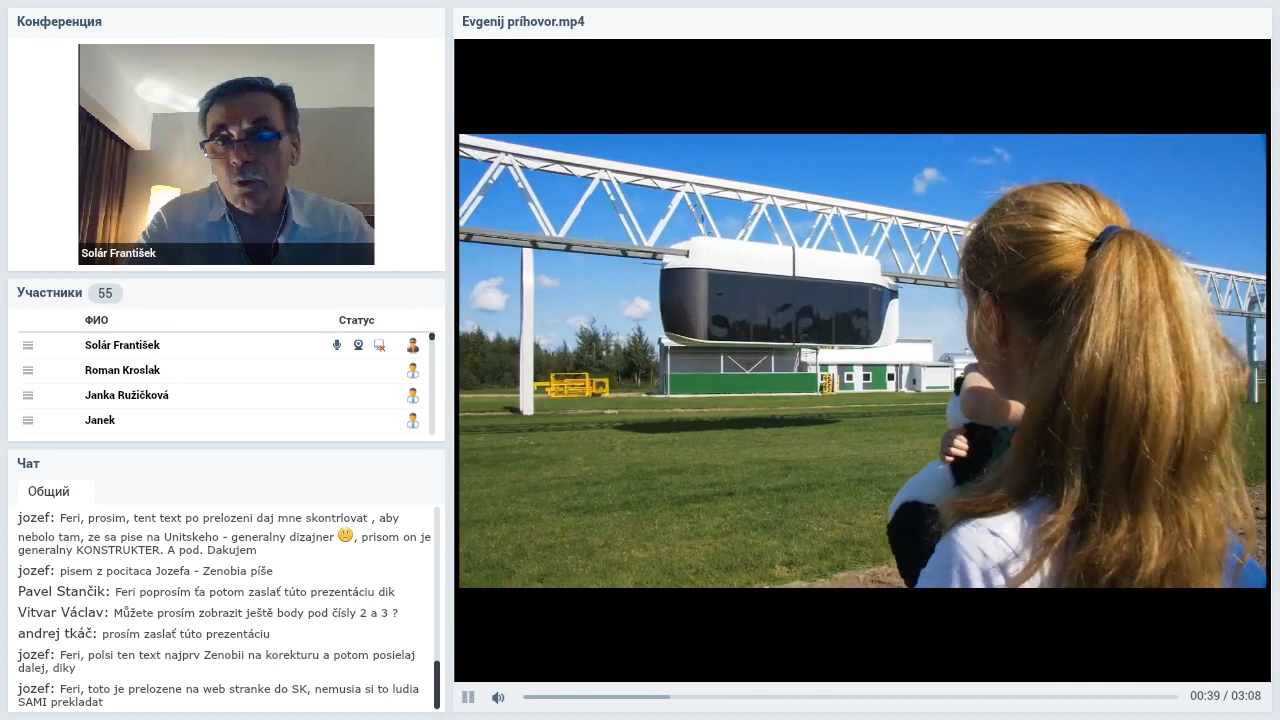 Конференция
Solár František
Участники 55
ФИО Статус
Solár František
Roman Kroslak
Janka Ružičková
Janek
Чат
Общий
jozef: Feri, prosim, tent text po prelozeni daj mne skontrlovat , aby
nebolo tam, ze sa pise na Unitskeho - generalny dizajner , prisom on je
generalny KONSTRUKTER. A pod. Dakujem
jozef: pisem z pocitaca Jozefa - Zenobia píše
Pavel Stančik: Feri poprosím ťa potom zaslať túto prezentáciu dik
Vitvar Václav: Můžete prosím zobrazit ještě body pod čísly 2 a 3 ?
andrej tkáč: prosím zaslať túto prezentáciu
jozef: Feri, polsi ten text najprv Zenobii na korekturu a potom posielaj
dalej, diky
jozef: Feri, toto je prelozene na web stranke do SK, nemusia si to ludia
SAMI prekladat
Evgenij príhovor.mp4
00:39 / 03:08